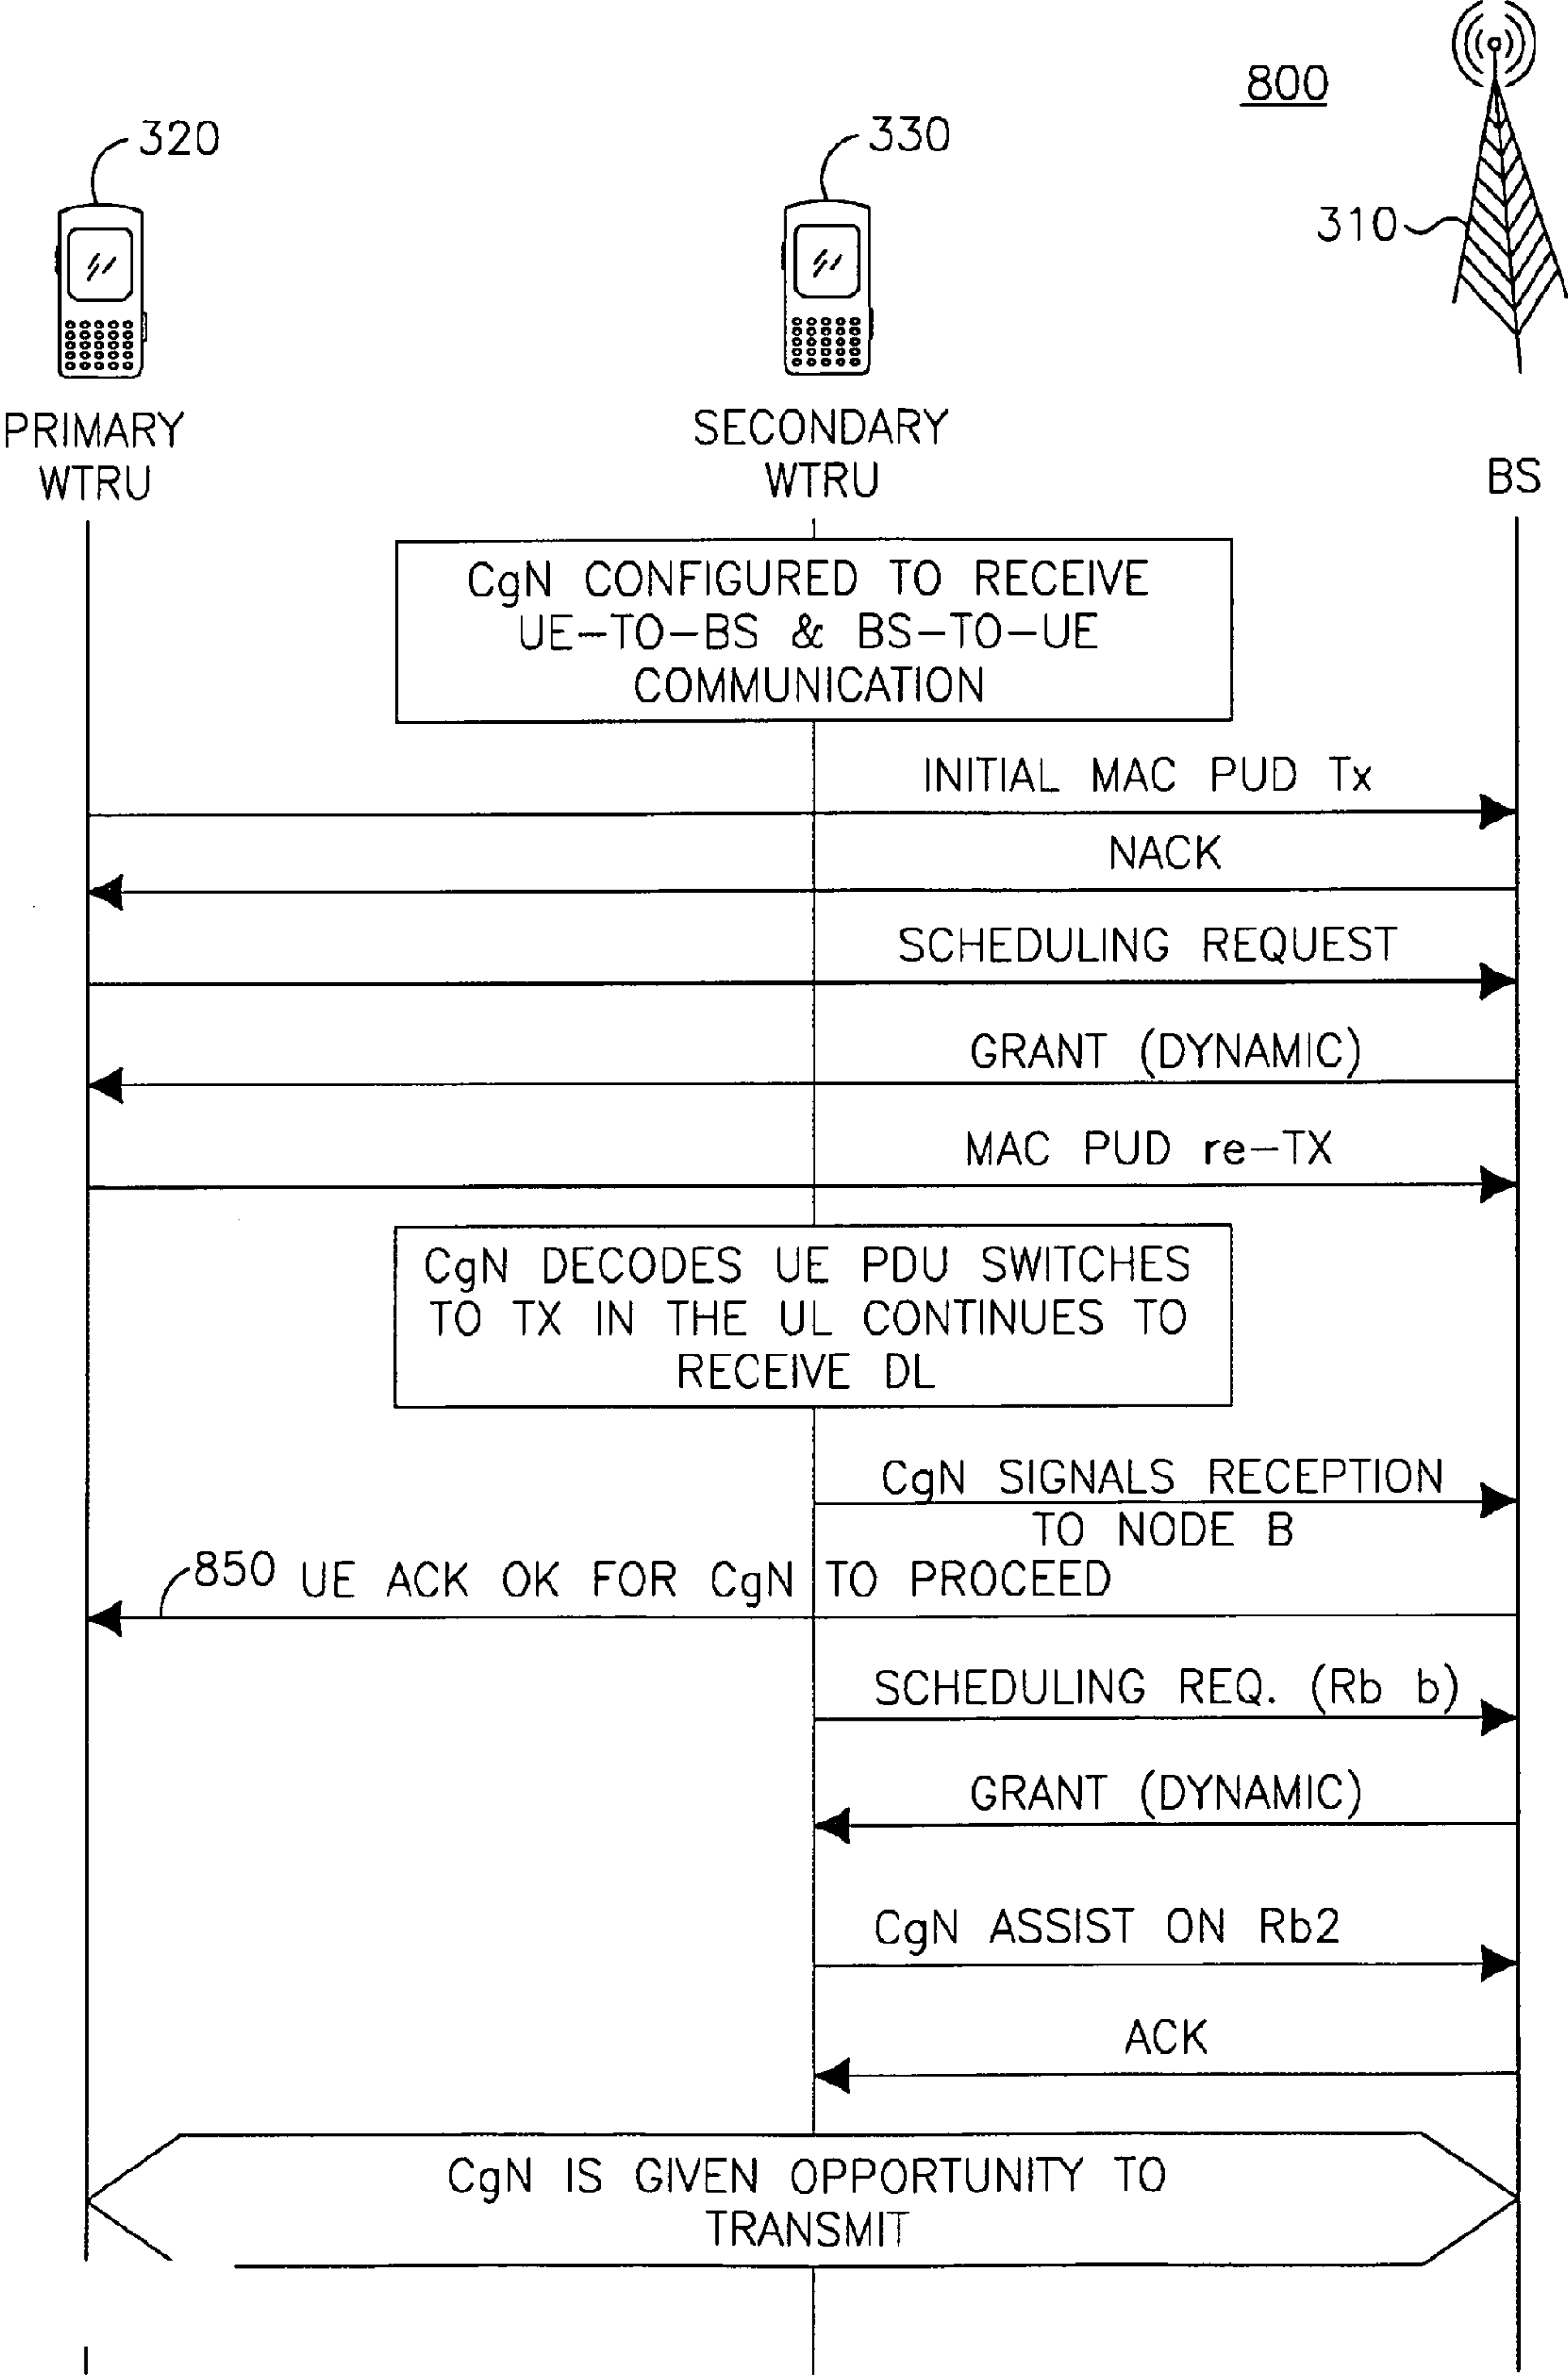 800
320
330
310
PRIMARY
WTRU
SECONDARY
WTRU
BS
CgN CONFIGURED TO RECEIVE
UE-TO-BS & BS-TO-UE
COMMUNICATION
INITIAL MAC PUD Tx
NACK
SCHEDULING REQUEST
GRANT (DYNAMIC)
MAC PUD re-TX
CgN DECODES UE PDU SWITCHES
TO TX IN THE UL CONTINUES TO
RECEIVE DL
CgN SIGNALS RECEPTION
TO NODE B
850 UE ACK OK FOR CgN TO PROCEED
SCHEDULING REQ. (Rb b)
GRANT (DYNAMIC)
CgN ASSIST ON Rb2
ACK
CgN IS GIVEN OPPORTUNITY TO
TRANSMIT